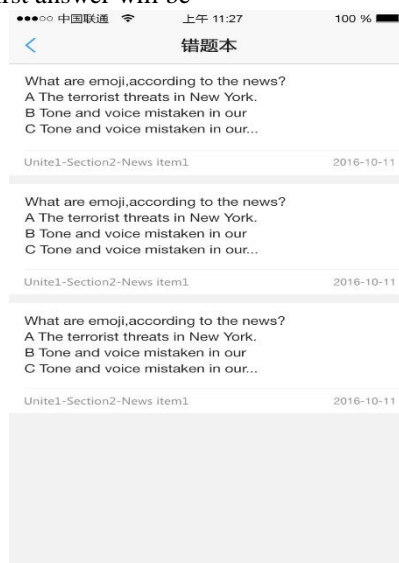 first answer will be
中国联通 上午 11:27 100 %
错题本
What are emoji,according to the news?
A The terrorist threats in New York.
B Tone and voice mistaken in our
C Tone and voice mistaken in our...
Unite1-Section2-News item1 2016-10-11
What are emoji,according to the news?
A The terrorist threats in New York.
B Tone and voice mistaken in our
C Tone and voice mistaken in our...
Unite1-Section2-News item1 2016-10-11
What are emoji,according to the news?
A The terrorist threats in New York.
B Tone and voice mistaken in our
C Tone and voice mistaken in our...
Unite1-Section2-News item1 2016-10-11